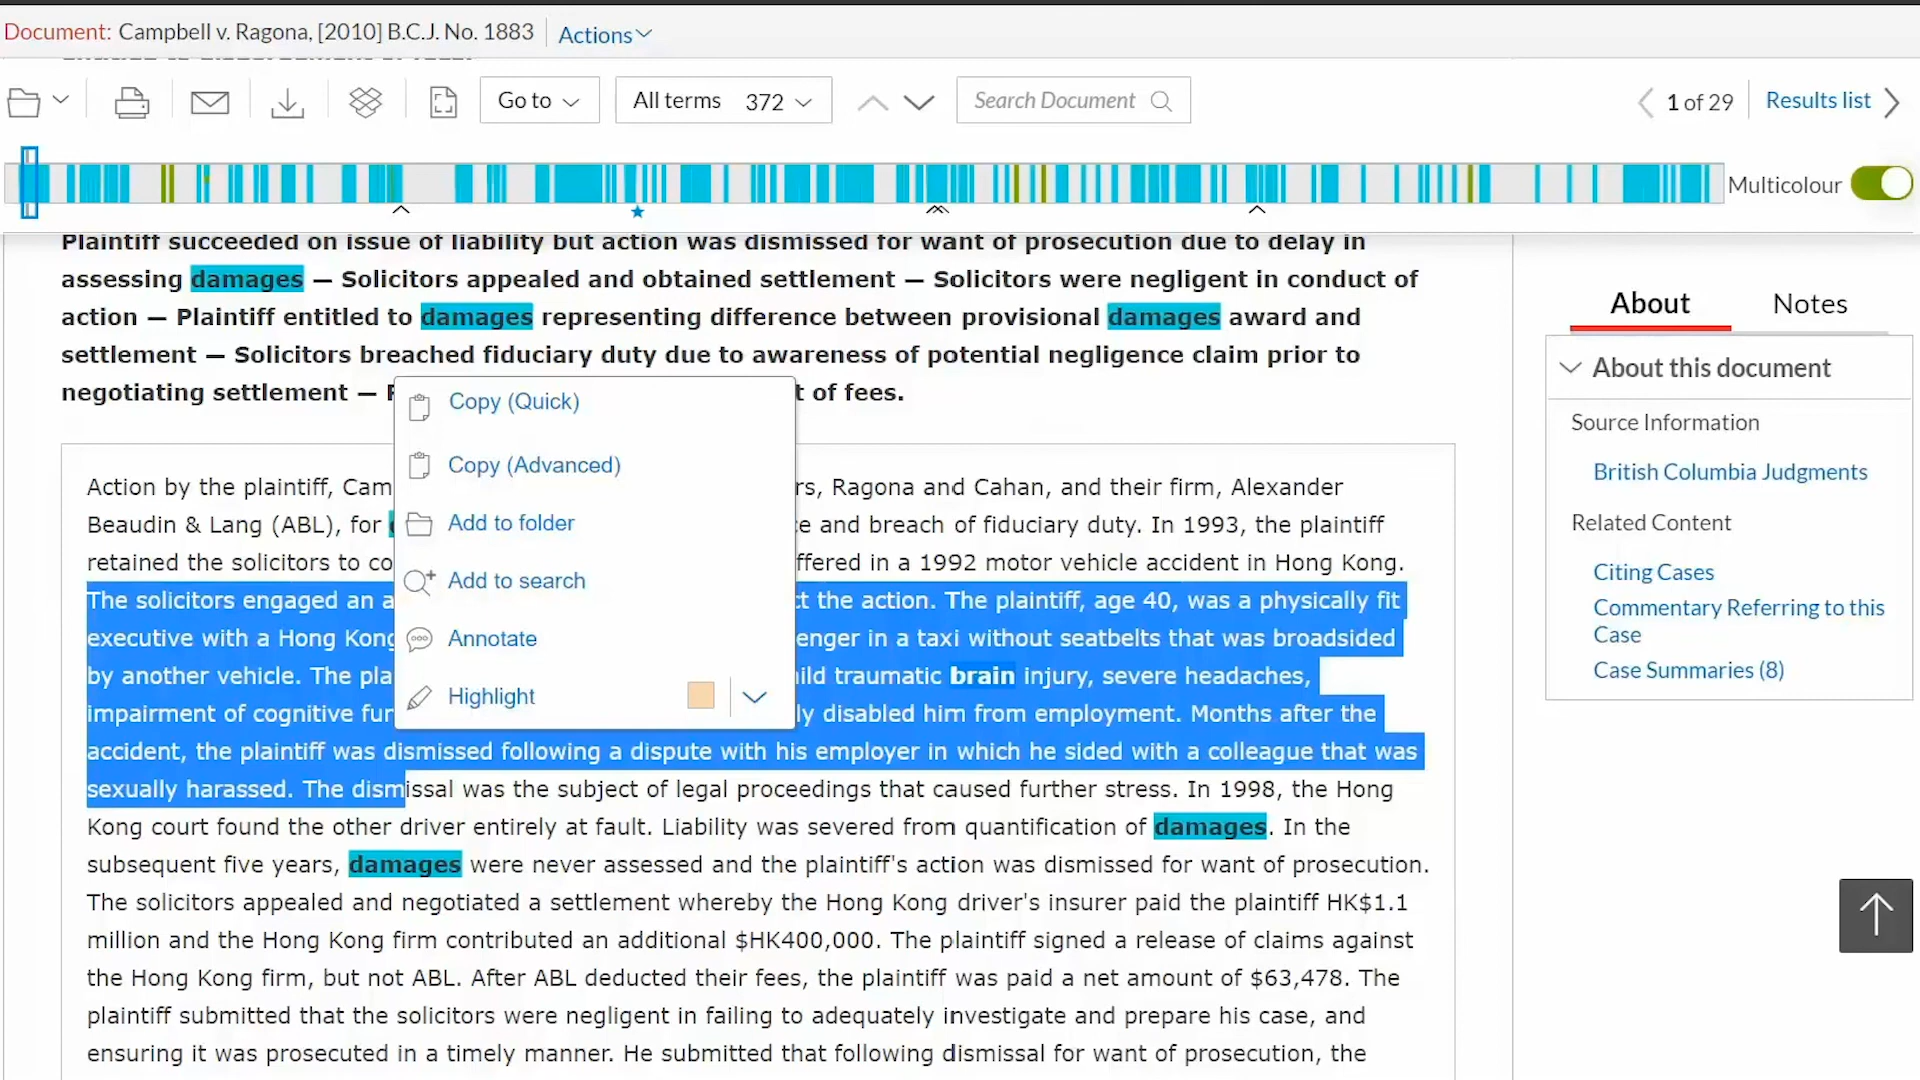 Document: Campbell v. Ragona, [2010] B.C.J. No. 1883
Actions
Go to
All terms 372
Search Document
1 of 29
Results list
Multicolour
Plaintiff succeeded on issue of liability but action was dismissed for want of prosecution due to delay in
assessing damages — Solicitors appealed and obtained settlement — Solicitors were negligent in conduct of
action — Plaintiff entitled to damages representing difference between provisional damages award and
settlement — Solicitors breached fiduciary duty due to awareness of potential negligence claim prior to
negotiating settlement — t of fees.
Copy (Quick)
Copy (Advanced)
Add to folder
Add to search
Annotate
Highlight
Action by the plaintiff, Cam rs, Ragona and Cahan, and their firm, Alexander
Beaudin & Lang (ABL), for e and breach of fiduciary duty. In 1993, the plaintiff
retained the solicitors to co ffered in a 1992 motor vehicle accident in Hong Kong.
The solicitors engaged an a ct the action. The plaintiff, age 40, was a physically fit
executive with a Hong Kong enger in a taxi without seatbelts that was broadsided
by another vehicle. The pla ild traumatic brain injury, severe headaches,
impairment of cognitive fun ly disabled him from employment. Months after the
accident, the plaintiff was dismissed following a dispute with his employer in which he sided with a colleague that was
sexually harassed. The dismissal was the subject of legal proceedings that caused further stress. In 1998, the Hong
Kong court found the other driver entirely at fault. Liability was severed from quantification of damages. In the
subsequent five years, damages were never assessed and the plaintiff's action was dismissed for want of prosecution.
The solicitors appealed and negotiated a settlement whereby the Hong Kong driver's insurer paid the plaintiff HK$1.1
million and the Hong Kong firm contributed an additional $HK400,000. The plaintiff signed a release of claims against
the Hong Kong firm, but not ABL. After ABL deducted their fees, the plaintiff was paid a net amount of $63,478. The
plaintiff submitted that the solicitors were negligent in failing to adequately investigate and prepare his case, and
ensuring it was prosecuted in a timely manner. He submitted that following dismissal for want of prosecution, the
About
Notes
About this document
Source Information
British Columbia Judgments
Related Content
Citing Cases
Commentary Referring to this
Case
Case Summaries (8)